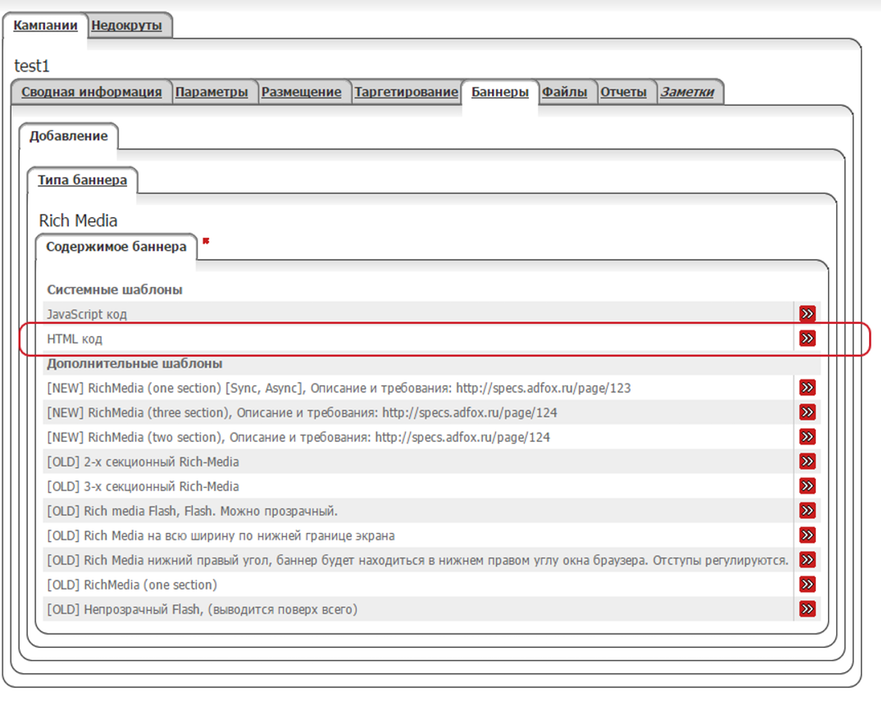 Кампании Недокруты
test1
Сводная информация Параметры Размещение Таргетирование Баннеры Файлы Отчеты Заметки
Добавление
Типа баннера
Rich Media
Содержимое баннера
Системные шаблоны
JavaScript код
HTML код
Дополнительные шаблоны
[NEW] RichMedia (one section) [Sync, Async], Описание и требования: http://specs.adfox.ru/page/123
[NEW] RichMedia (three section), Описание и требования: http://specs.adfox.ru/page/124
[NEW] RichMedia (two section), Описание и требования: http://specs.adfox.ru/page/124
[OLD] 2-х секционный Rich-Media
[OLD] 3-х секционный Rich-Media
[OLD] Rich media Flash, Flash. Можно прозрачный.
[OLD] Rich Media на всю ширину по нижней границе экрана
[OLD] Rich Media нижний правый угол, баннер будет находиться в нижнем правом углу окна браузера. Отступы регулируются.
[OLD] RichMedia (one section)
[OLD] Непрозрачный Flash, (выводится поверх всего)